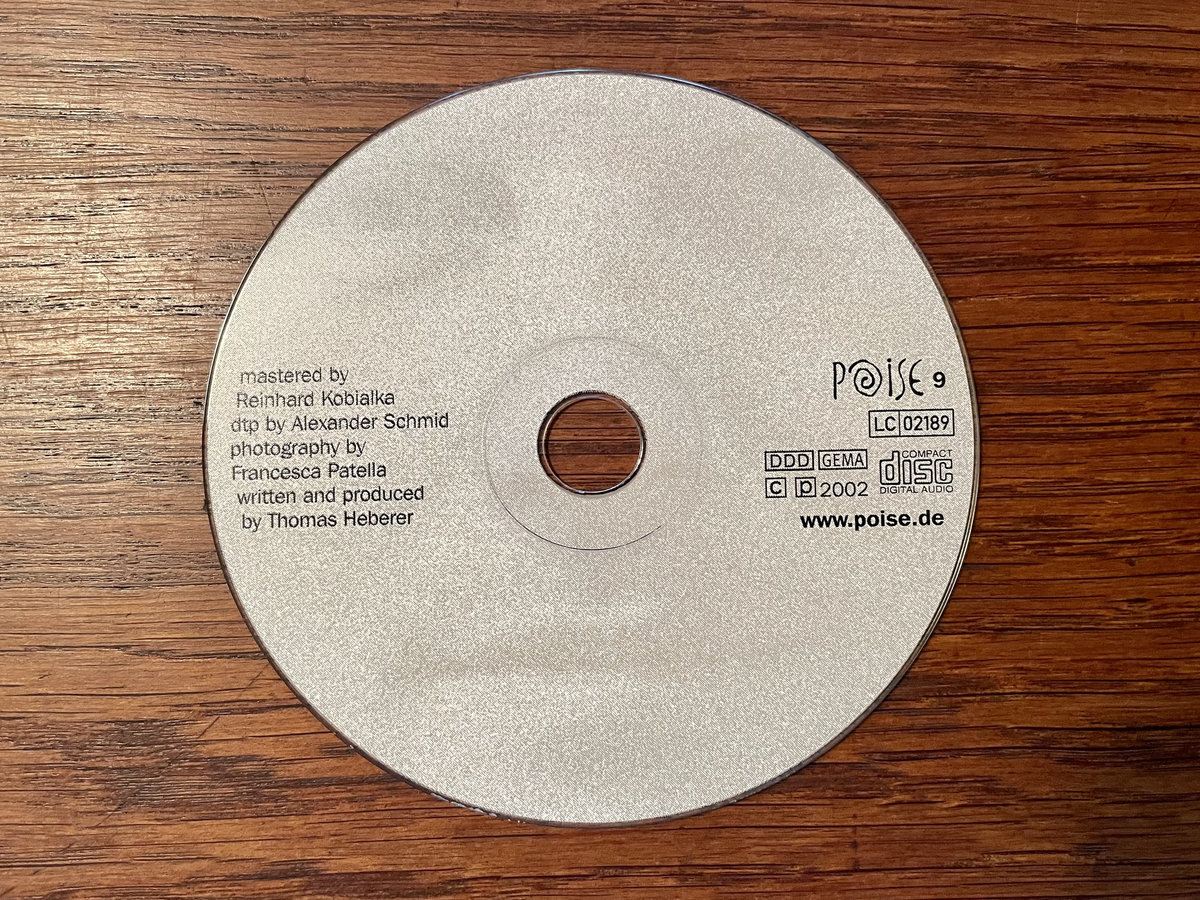 mastered by
Reinhard Kobialka
dtp by Alexander Schmid
photography by
Francesca Patella
written and produced
by Thomas Heberer
POiSE 9
LC 02189
DDD GEMA
C P 2002
COMPACT
disc
DIGITAL AUDIO
www.poise.de